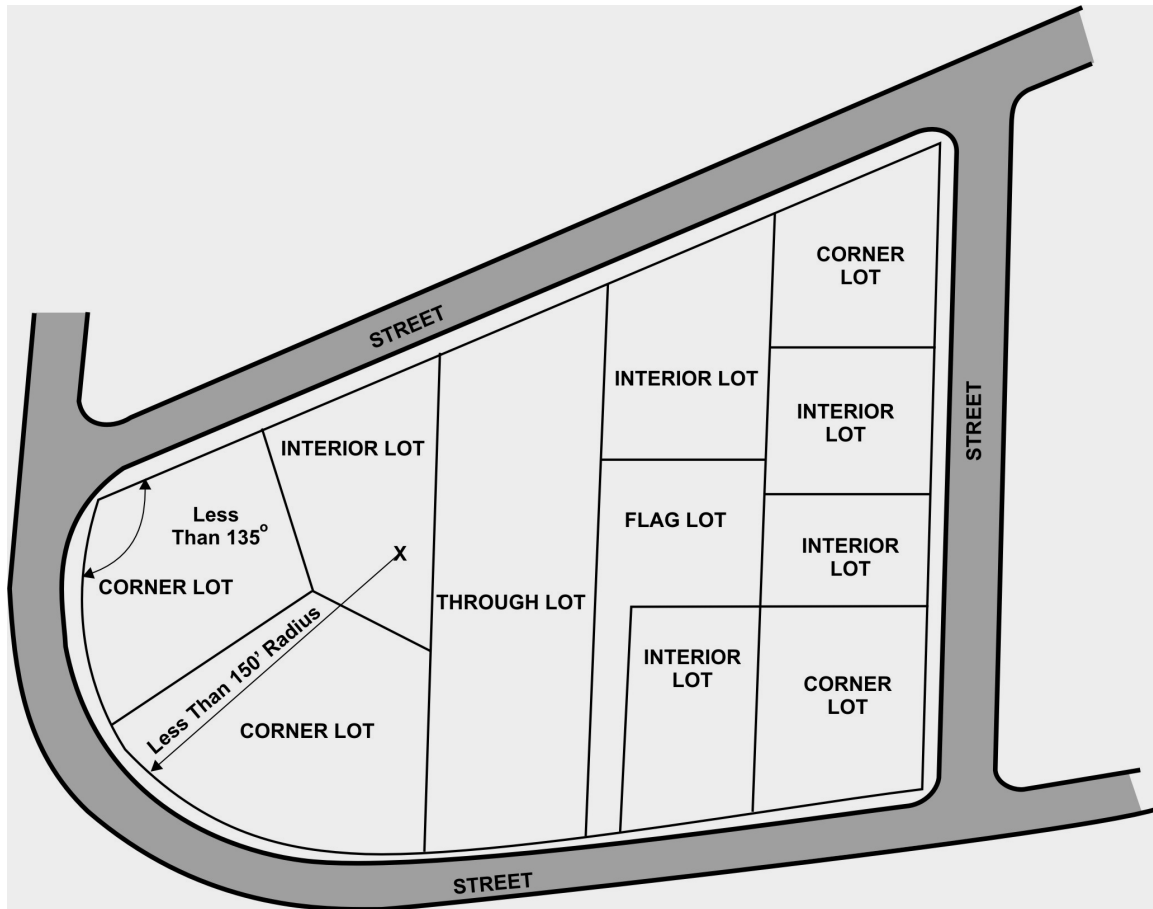 CORNER
LOT
STREET
INTERIOR LOT
INTERIOR
LOT
STREET
INTERIOR LOT
Less
Than 135°
FLAG LOT
INTERIOR
LOT
X
CORNER LOT
THROUGH LOT
Less Than 150’ Radius
INTERIOR
LOT
CORNER
LOT
CORNER LOT
STREET